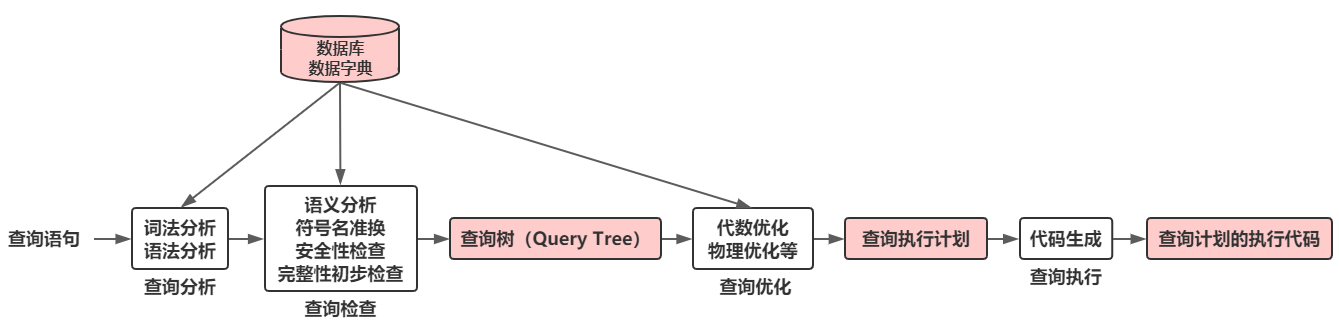 数据库
数据字典
查询语句
词法分析
语法分析
查询分析
语义分析
符号名准换
安全性检查
完整性初步检查
查询检查
查询树（Query Tree）
代数优化
物理优化等
查询优化
查询执行计划
代码生成
查询执行
查询计划的执行代码